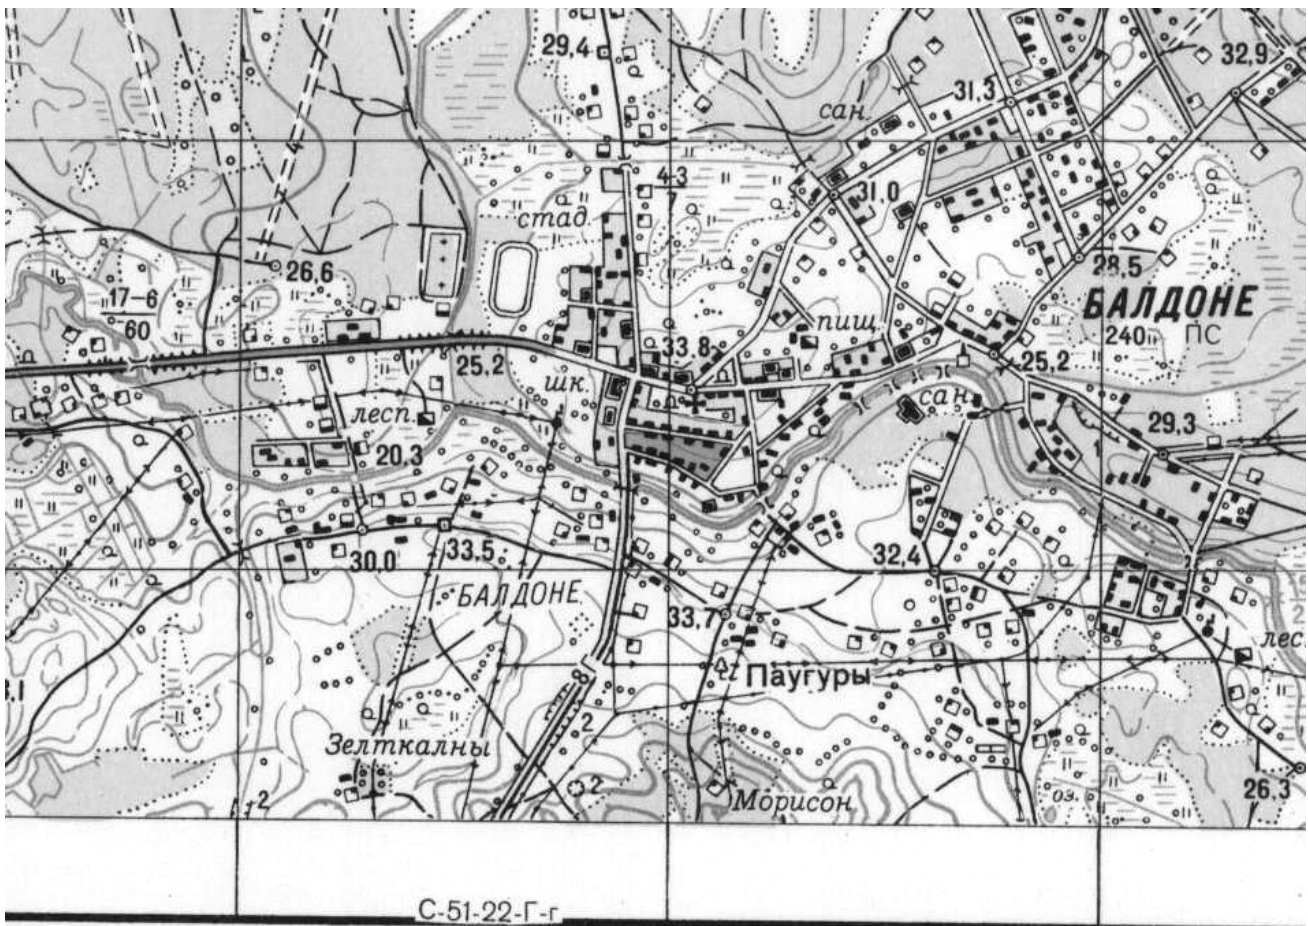 29,4
32,9
31,3
сан.
4-3
7
31,0
стад.
26,6
28,5
17-6
60
БАЛДОНЕ
240 ПС
пищ.
33,8
25,2
25,2
шк.
сан.
лесп.
29,3
20,3
30,0
33,5
32,4
БАЛДОНЕ
33,7
Паугуры
2
Зелткалны
2
Морисон
оз.
26,3
2
С-51-22-Г-г